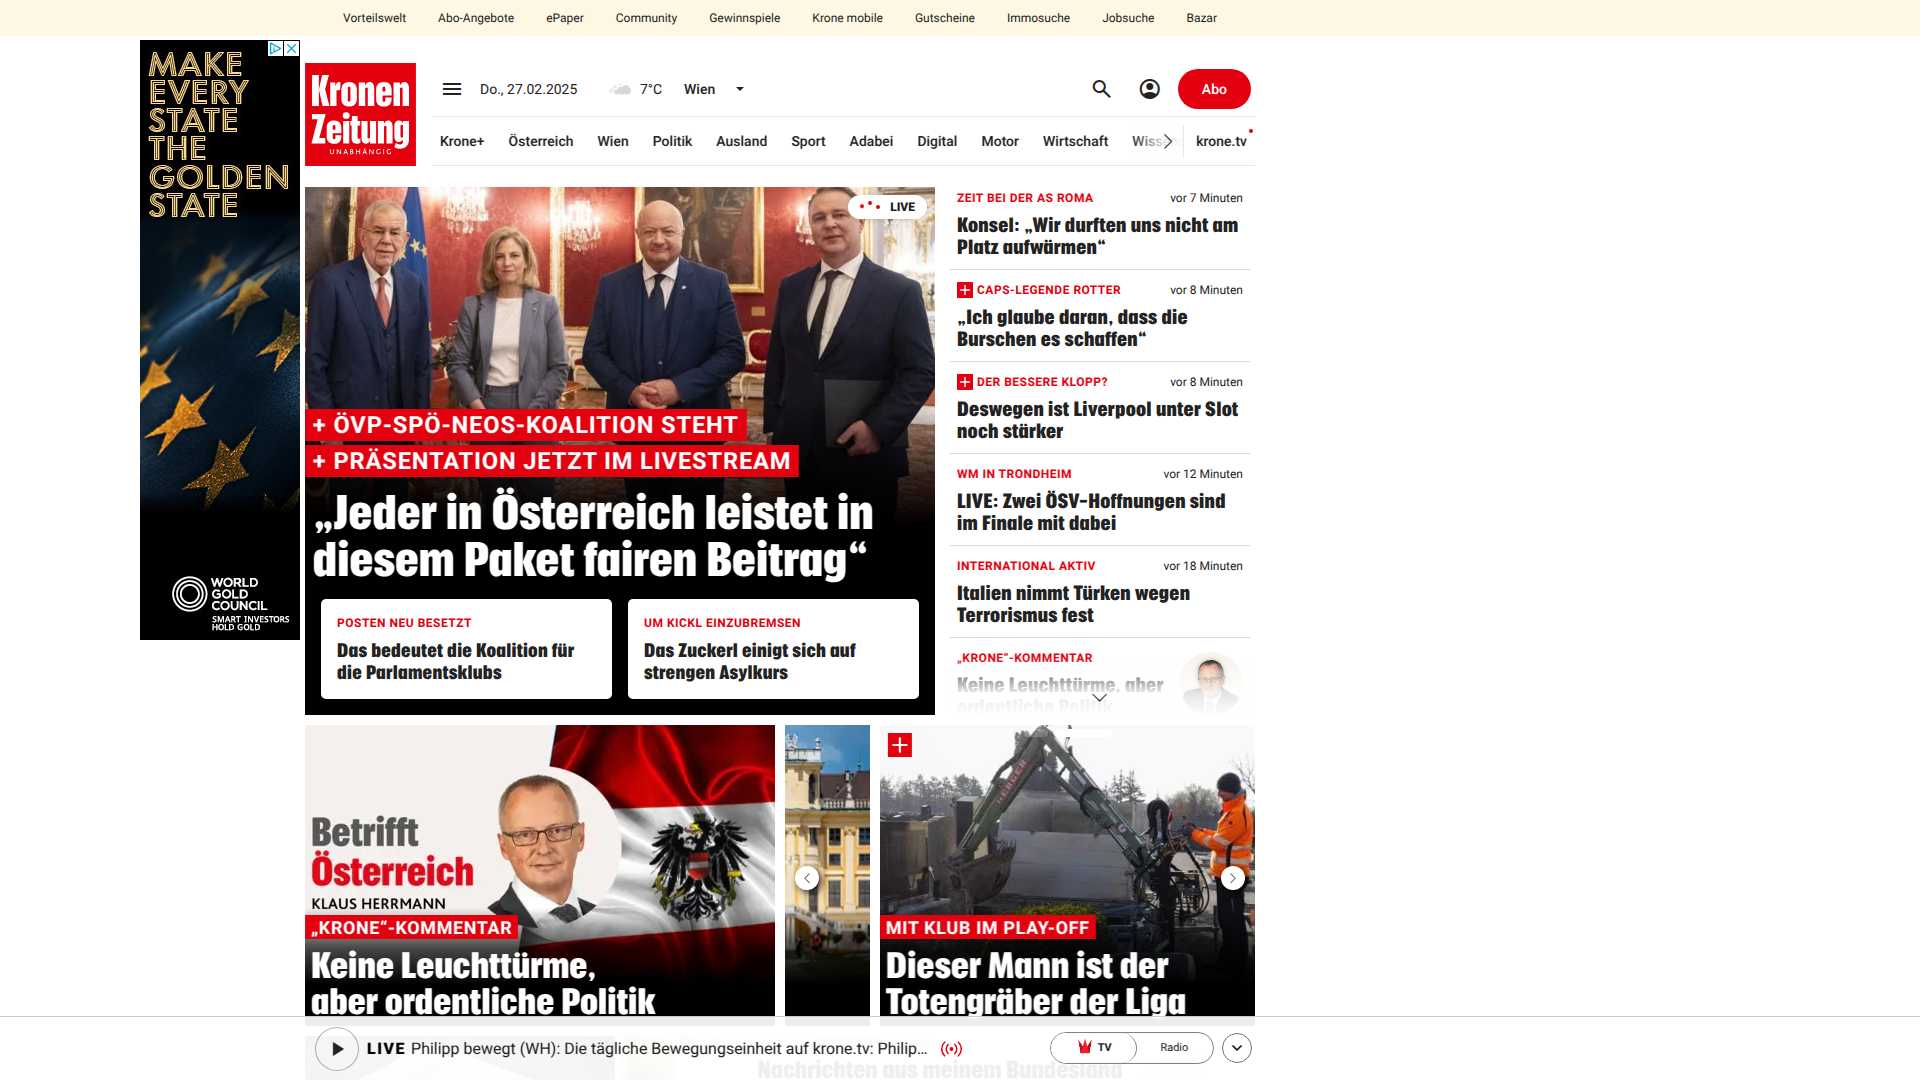 Vorteilswelt Abo-Angebote ePaper Community Gewinnspiele Krone mobile Gutscheine Immosuche Jobsuche Bazar
MAKE
EVERY
STATE
THE
GOLDEN
STATE
WORLD
GOLD
COUNCIL
SMART INVESTORS
HOLD GOLD
Kronen
Zeitung
UNABHÄNGIG
Do., 27.02.2025 7°C Wien
Abo
Krone+ Österreich Wien Politik Ausland Sport Adabei Digital Motor Wirtschaft Wiss krone.tv
LIVE
+ ÖVP-SPÖ-NEOS-KOALITION STEHT
+ PRÄSENTATION JETZT IM LIVESTREAM
„Jeder in Österreich leistet in
diesem Paket fairen Beitrag“
POSTEN NEU BESETZT
Das bedeutet die Koalition für
die Parlamentsklubs
UM KICKL EINZUBREMSEN
Das Zuckerl einigt sich auf
strengen Asylkurs
ZEIT BEI DER AS ROMA vor 7 Minuten
Konsel: „Wir durften uns nicht am
Platz aufwärmen“
CAPS-LEGENDE ROTTER vor 8 Minuten
„Ich glaube daran, dass die
Burschen es schaffen“
DER BESSERE KLOPP? vor 8 Minuten
Deswegen ist Liverpool unter Slot
noch stärker
WM IN TRONDHEIM vor 12 Minuten
LIVE: Zwei ÖSV-Hoffnungen sind
im Finale mit dabei
INTERNATIONAL AKTIV vor 18 Minuten
Italien nimmt Türken wegen
Terrorismus fest
„KRONE“-KOMMENTAR
Keine Leuchttürme, aber
ordentliche Politik
Betrifft
Österreich
KLAUS HERRMANN
„KRONE“-KOMMENTAR
Keine Leuchttürme,
aber ordentliche Politik
MIT KLUB IM PLAY-OFF
Dieser Mann ist der
Totengräber der Liga
LIVE Philipp bewegt (WH): Die tägliche Bewegungseinheit auf krone.tv: Philip...
TV Radio
Nachrichten aus meinem Bundesland